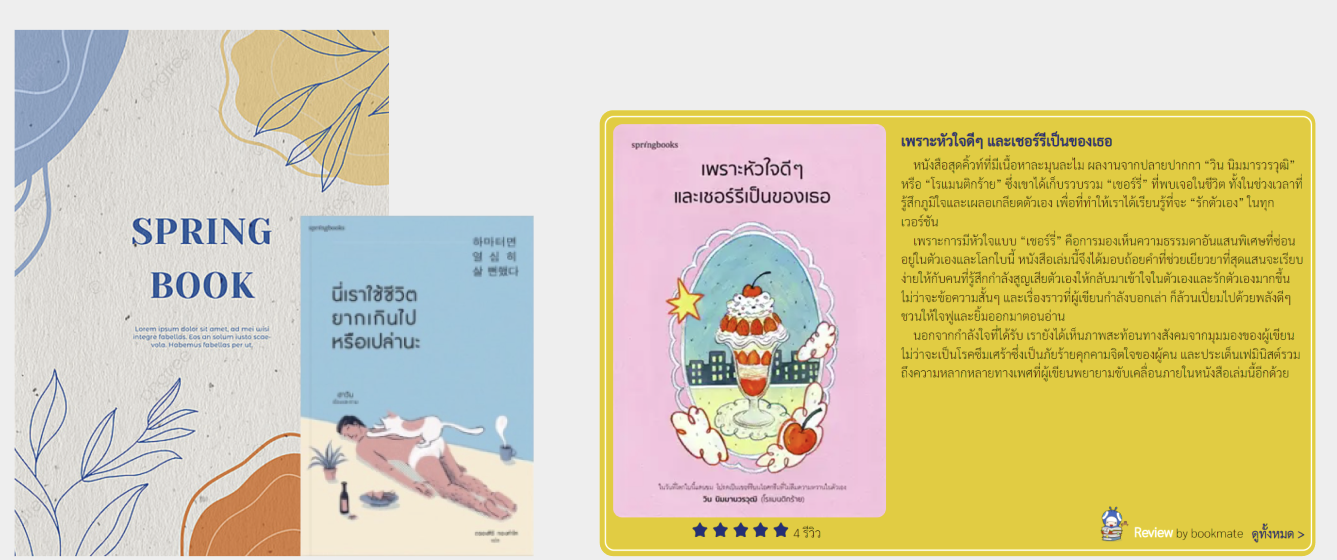 SPRING
BOOK
Lorem ipsum dolor sit amet, ad mei wisi
integre fabellas. Eos an solum iusto scae-
vola. Habemus fabellas per ut,
springbooks
하마터면
열심히
살 뻔했다
นี่เราใช้ชีวิต
ยากเกินไป
หรือเปล่านะ
ฮาวัน
springbooks
เพราะหัวใจดีๆ
และเชอร์รีเป็นของเธอ
วิน นิมมานวรวุฒิ (โรแมนติกร้าย)
4 รีวิว
เพราะหัวใจดีๆ และเชอร์รีเป็นของเธอ
หนังสือสุดคิ้วท์ที่มีเนื้อหาละมุนละไม ผลงานจากปลายปากกา “วิน นิมมารวรวุฒิ”
หรือ “โรแมนติกร้าย” ซึ่งเขาได้เก็บรวบรวม “เชอร์รี่” ที่พบเจอในชีวิต ทั้งในช่วงเวลาที่
รู้สึกภูมิใจและเผลอเกลียดตัวเอง เพื่อที่ทำให้เราได้เรียนรู้ที่จะ “รักตัวเอง” ในทุก
เวอร์ชัน
เพราะการมีหัวใจแบบ “เชอร์รี่” คือการมองเห็นความธรรมดาอันแสนพิเศษที่ซ่อน
อยู่ในตัวเองและโลกใบนี้ หนังสือเล่มนี้จึงได้มอบถ้อยคำที่ช่วยเยียวยาที่สุดแสนจะเรียบ
ง่ายให้กับคนที่รู้สึกกำลังสูญเสียตัวเองให้กลับมาเข้าใจในตัวเองและรักตัวเองมากขึ้น
ไม่ว่าจะข้อความสั้นๆ และเรื่องราวที่ผู้เขียนกำลังบอกเล่า ก็ล้วนเปี่ยมไปด้วยพลังดีๆ
ชวนให้ใจฟูและยิ้มออกมาตอนอ่าน
นอกจากกำลังใจที่ได้รับ เรายังได้เห็นภาพสะท้อนทางสังคมจากมุมมองของผู้เขียน
ไม่ว่าจะเป็นโรคซึมเศร้าซึ่งเป็นภัยร้ายคุกคามจิตใจของผู้คน และประเด็นเฟมินิสต์รวม
ถึงความหลากหลายทางเพศที่ผู้เขียนพยายามขับเคลื่อนภายในหนังสือเล่มนี้อีกด้วย
Review by bookmate ดูทั้งหมด >